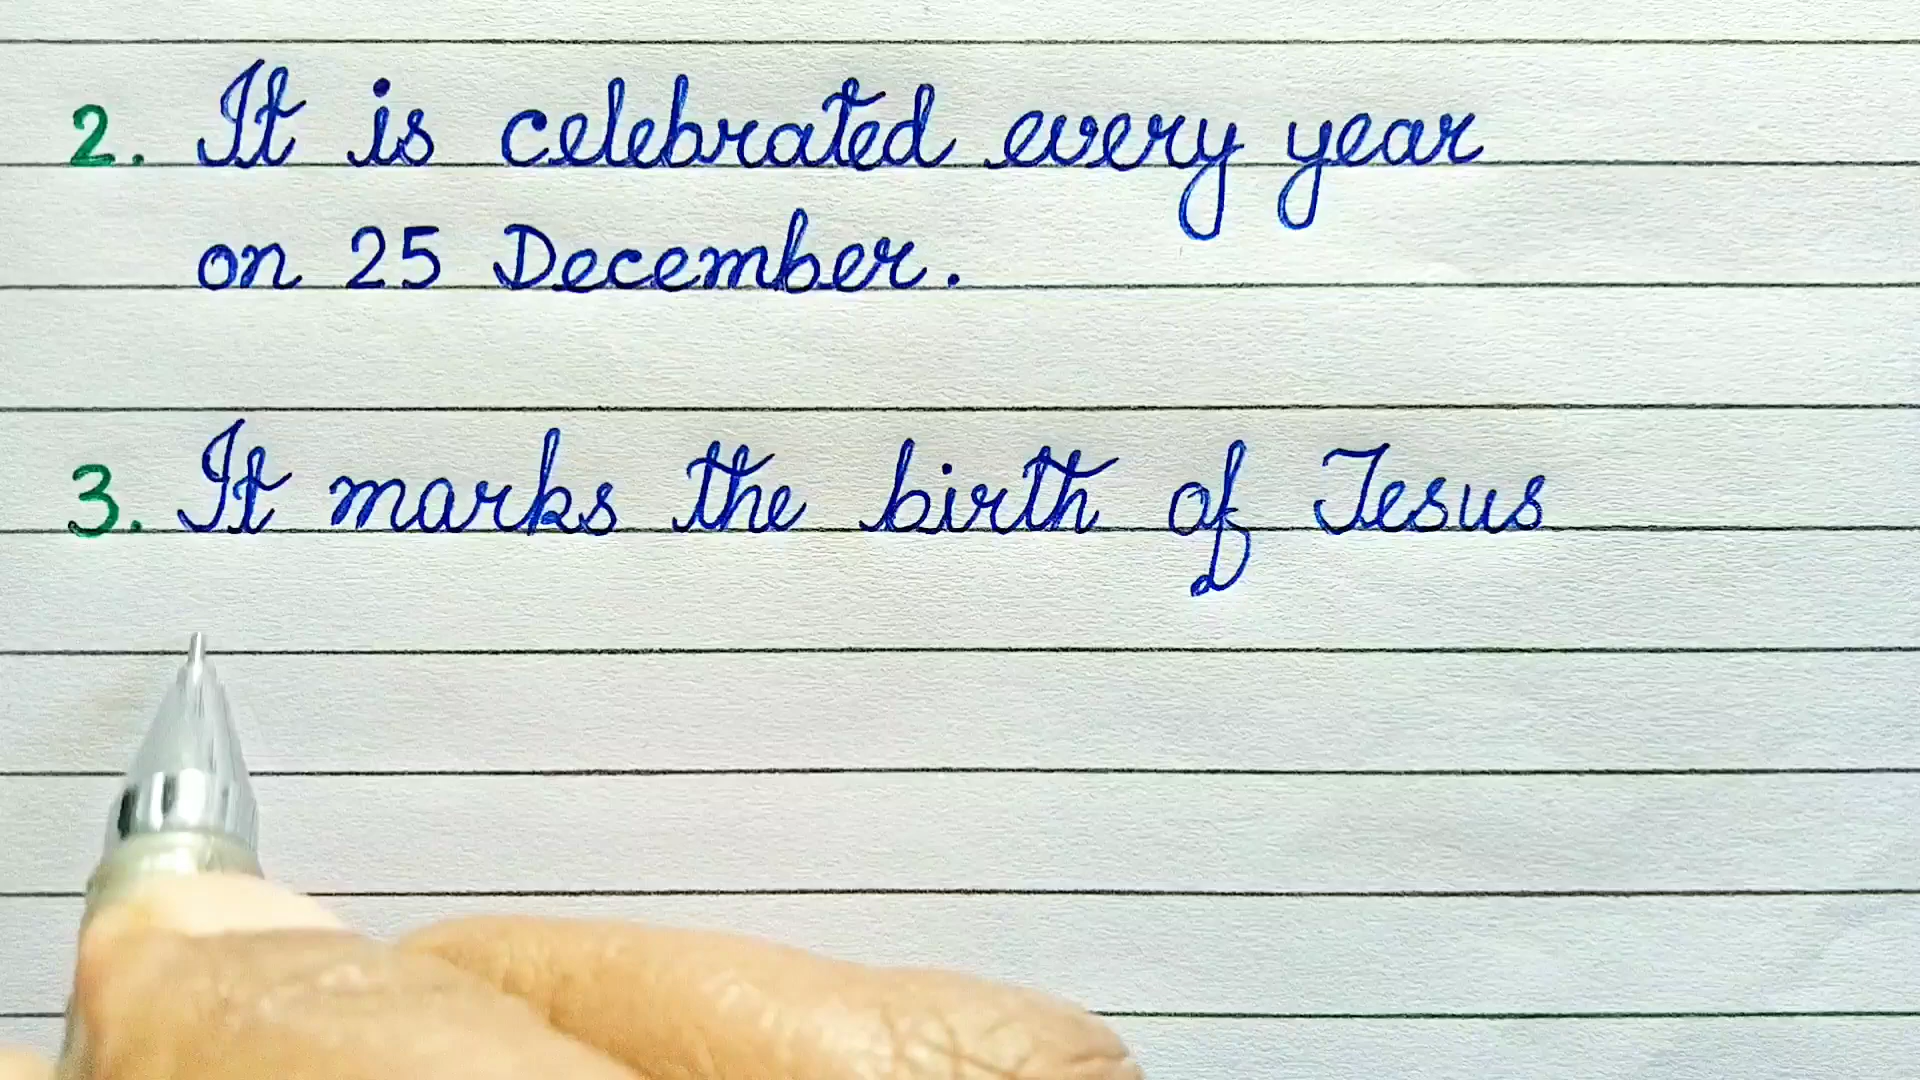 2. It is celebrated every year
on 25 December.
3. It marks the birth of Jesus